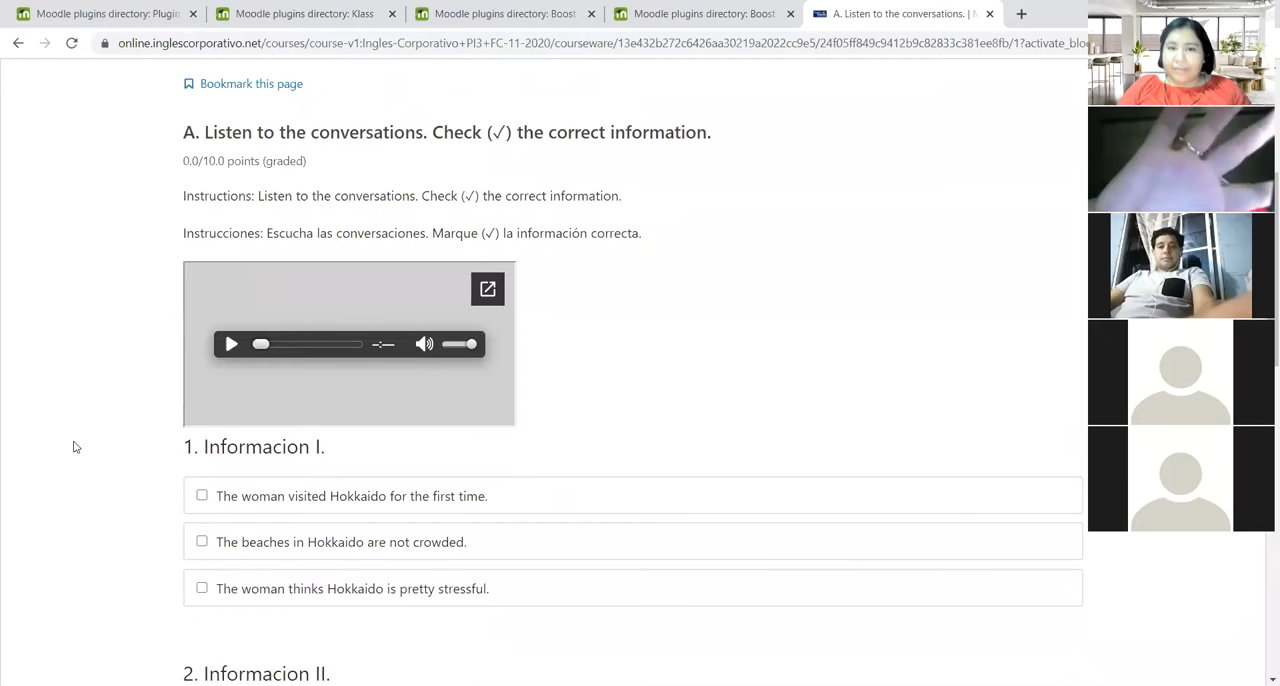 Moodle plugins directory: Plugin
Moodle plugins directory: Klass
Moodle plugins directory: Boost
Moodle plugins directory: Boost
A. Listen to the conversations. |
online.inglescorporativo.net/courses/course-v1:Ingles-Corporativo+PI3+FC-11-2020/courseware/13e432b272c6426aa30219a2022cc9e5/24f05ff849c9412b9c82833c381ee8fb/1?activate_bloc
Bookmark this page
A. Listen to the conversations. Check (✓) the correct information.
0.0/10.0 points (graded)
Instructions: Listen to the conversations. Check (✓) the correct information.
Instrucciones: Escucha las conversaciones. Marque (✓) la información correcta.
-:--
1. Informacion I.
The woman visited Hokkaido for the first time.
The beaches in Hokkaido are not crowded.
The woman thinks Hokkaido is pretty stressful.
2. Informacion II.